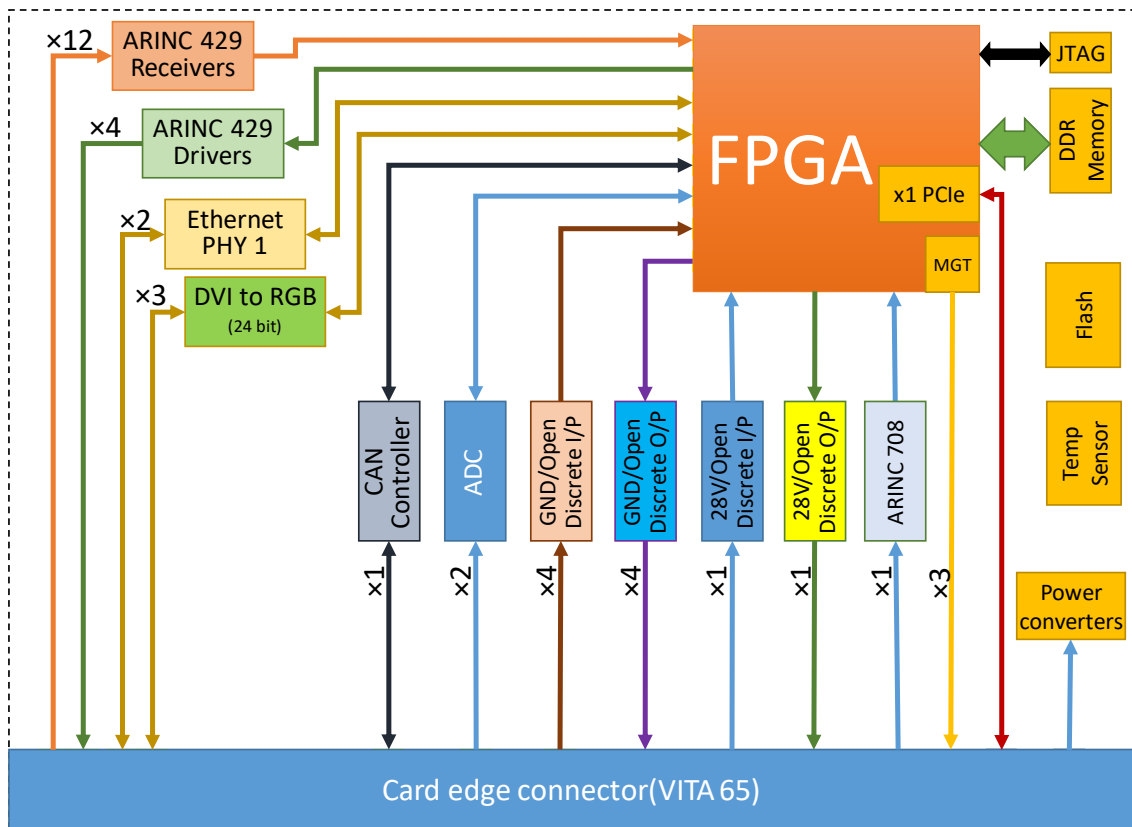 ×12
ARINC 429
Receivers
×4
ARINC 429
Drivers
×2
Ethernet
PHY 1
×3
DVI to RGB
(24 bit)
FPGA
x1 PCIe
MGT
JTAG
DDR
Memory
Flash
Temp
Sensor
Power
converters
CAN
Controller
ADC
GND/Open
Discrete I/P
GND/Open
Discrete O/P
28V/Open
Discrete I/P
28V/Open
Discrete O/P
ARINC 708
×1
×2
×4
×4
×1
×1
×1
×3
Card edge connector(VITA 65)